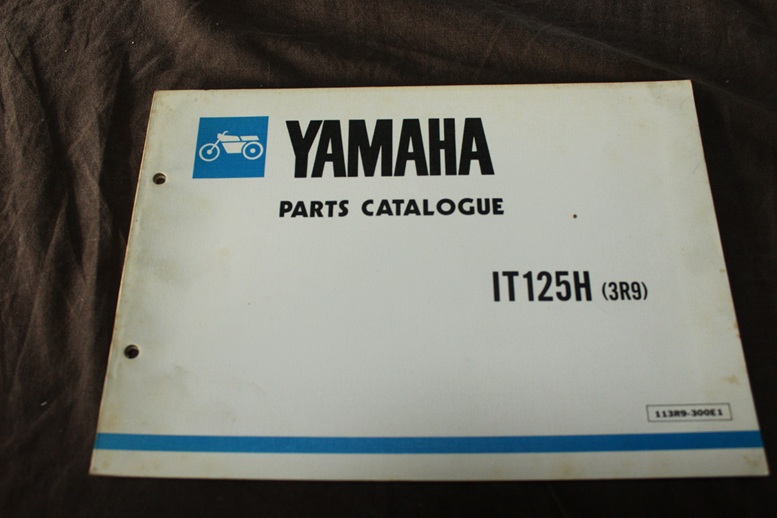 YAMAHA
PARTS CATALOGUE
IT125H (3R9)
113R9-300E1